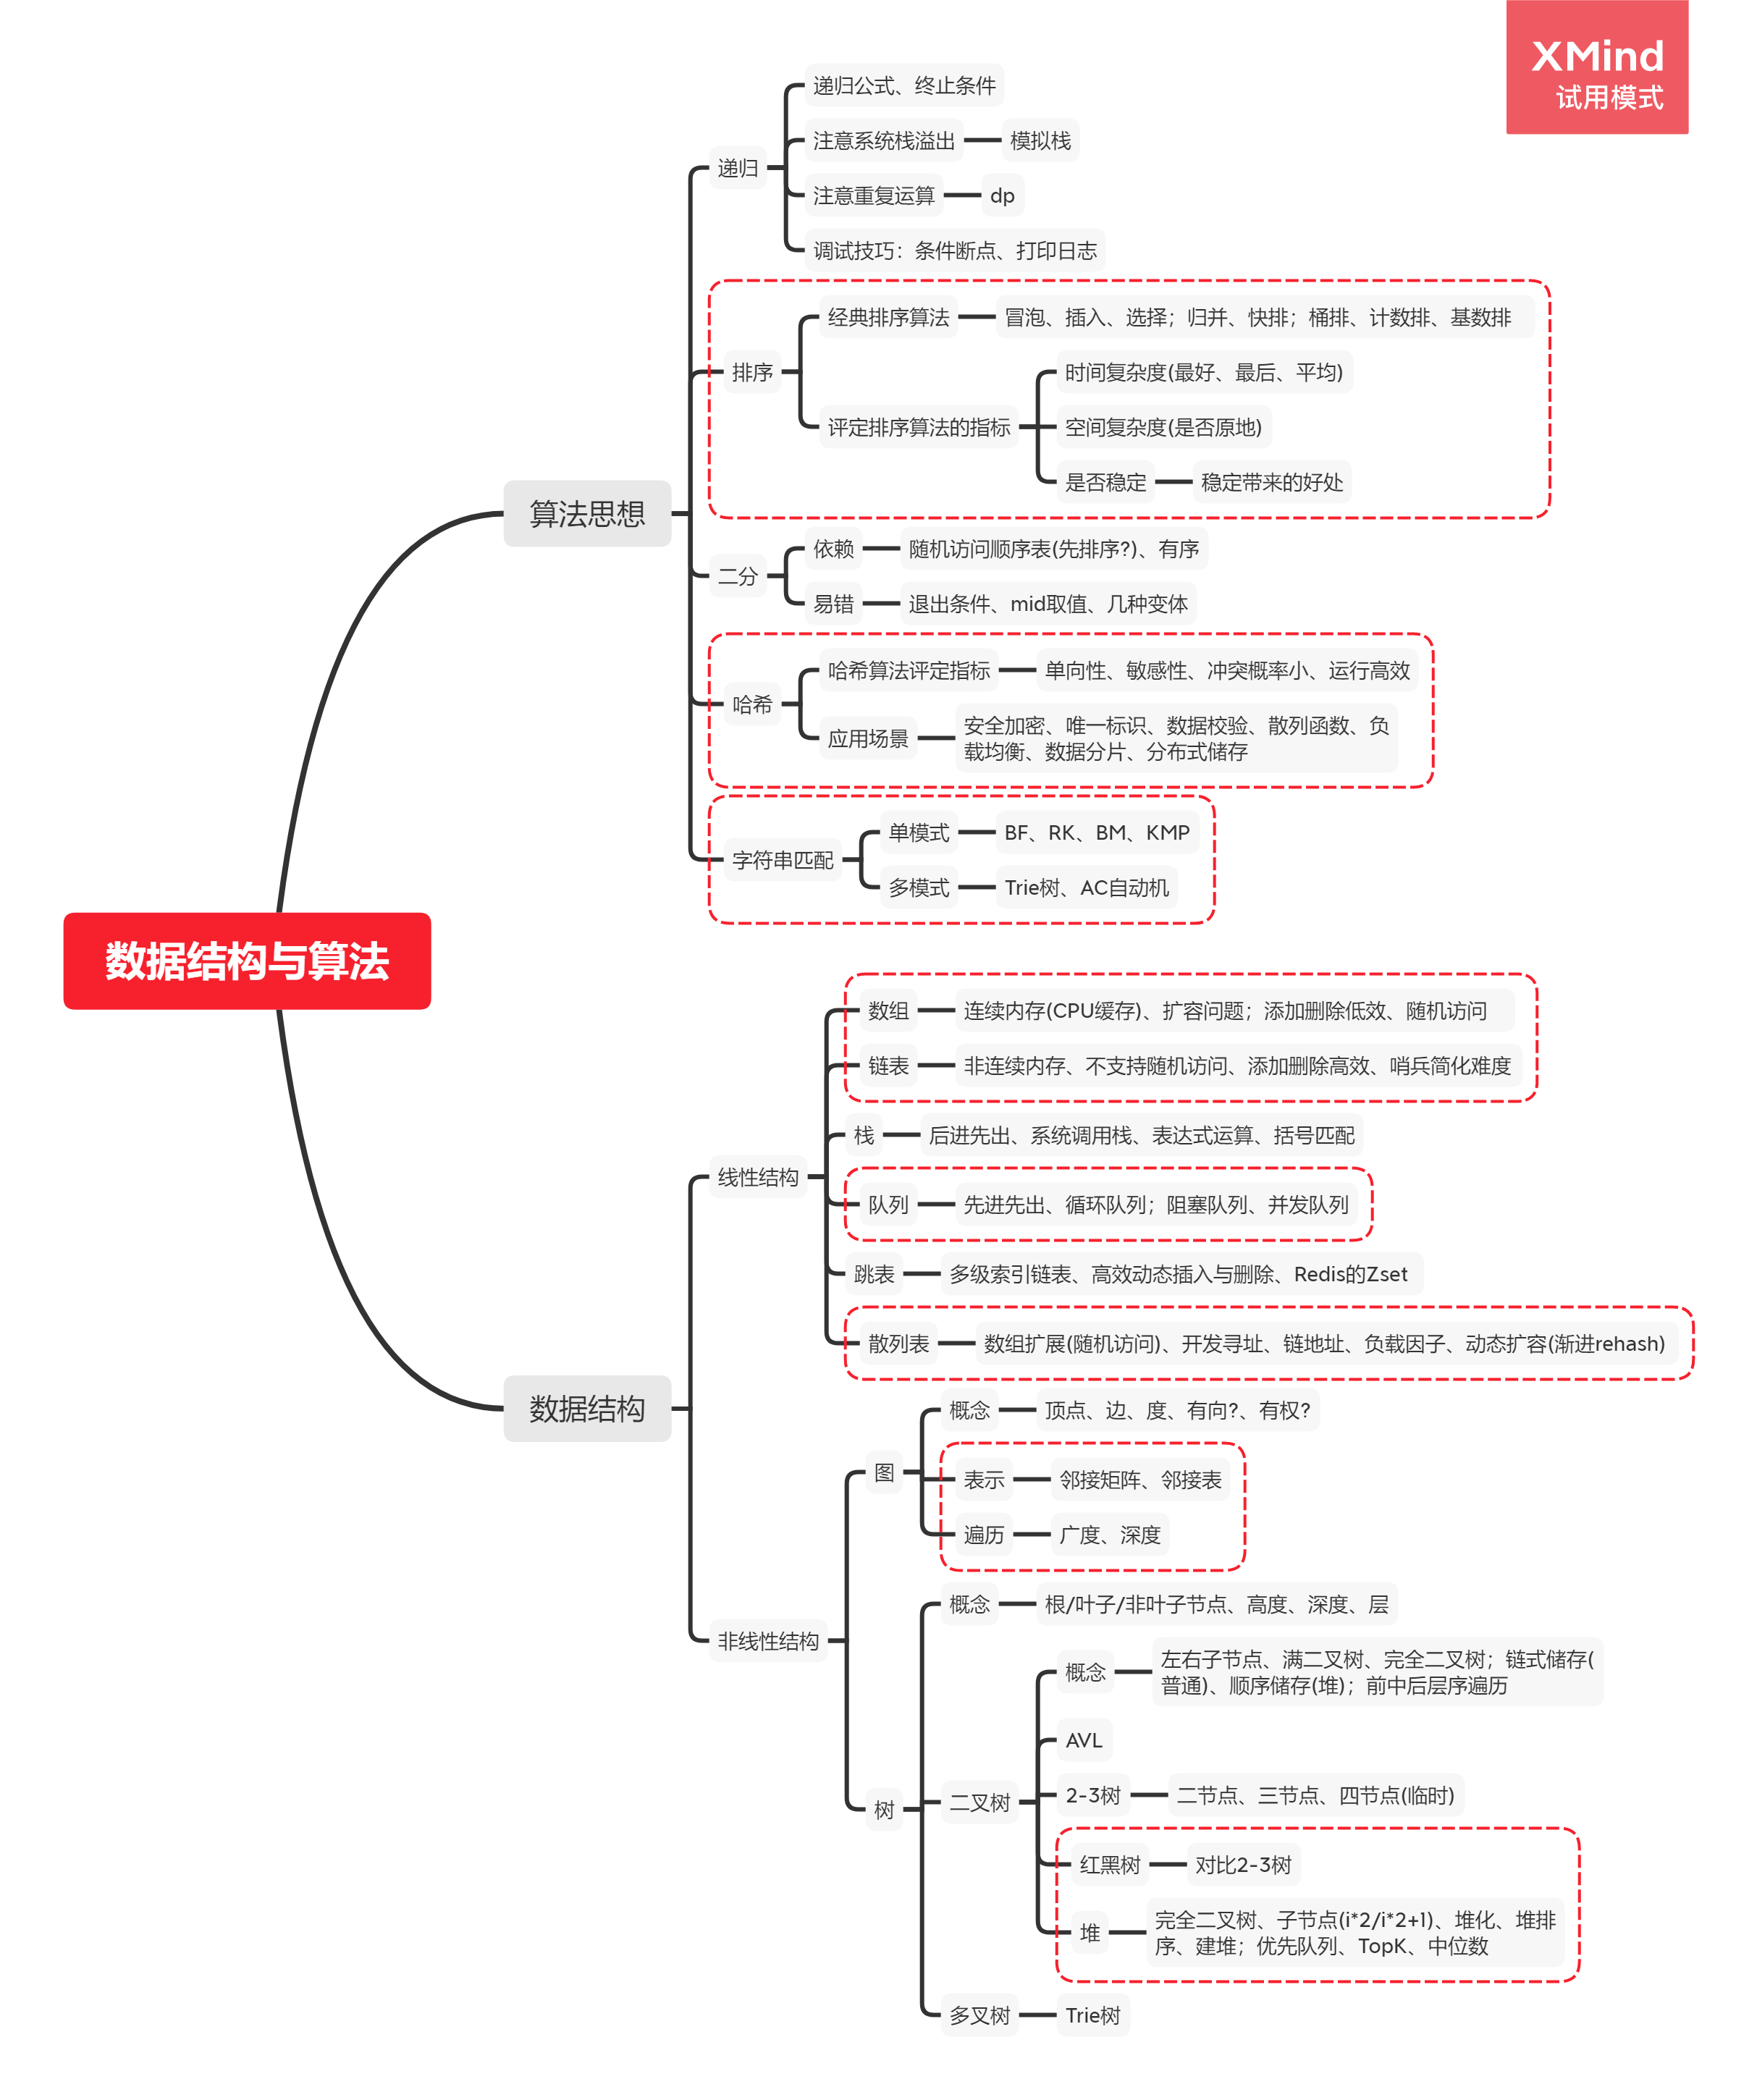 XMind
试用模式
数据结构与算法
算法思想
递归
递归公式、终止条件
注意系统栈溢出
模拟栈
注意重复运算
dp
调试技巧：条件断点、打印日志
排序
经典排序算法
冒泡、插入、选择；归并、快排；桶排、计数排、基数排
评定排序算法的指标
时间复杂度(最好、最后、平均)
空间复杂度(是否原地)
是否稳定
稳定带来的好处
二分
依赖
随机访问顺序表(先排序?)、有序
易错
退出条件、mid取值、几种变体
哈希
哈希算法评定指标
单向性、敏感性、冲突概率小、运行高效
应用场景
安全加密、唯一标识、数据校验、散列函数、负
载均衡、数据分片、分布式储存
字符串匹配
单模式
BF、RK、BM、KMP
多模式
Trie树、AC自动机
数据结构
线性结构
数组
连续内存(CPU缓存)、扩容问题；添加删除低效、随机访问
链表
非连续内存、不支持随机访问、添加删除高效、哨兵简化难度
栈
后进先出、系统调用栈、表达式运算、括号匹配
队列
先进先出、循环队列；阻塞队列、并发队列
跳表
多级索引链表、高效动态插入与删除、Redis的Zset
散列表
数组扩展(随机访问)、开发寻址、链地址、负载因子、动态扩容(渐进rehash)
非线性结构
图
概念
顶点、边、度、有向?、有权?
表示
邻接矩阵、邻接表
遍历
广度、深度
树
概念
根/叶子/非叶子节点、高度、深度、层
二叉树
概念
左右子节点、满二叉树、完全二叉树；链式储存(
普通)、顺序储存(堆)；前中后层序遍历
AVL
2-3树
二节点、三节点、四节点(临时)
红黑树
对比2-3树
堆
完全二叉树、子节点(i*2/i*2+1)、堆化、堆排
序、建堆；优先队列、TopK、中位数
多叉树
Trie树